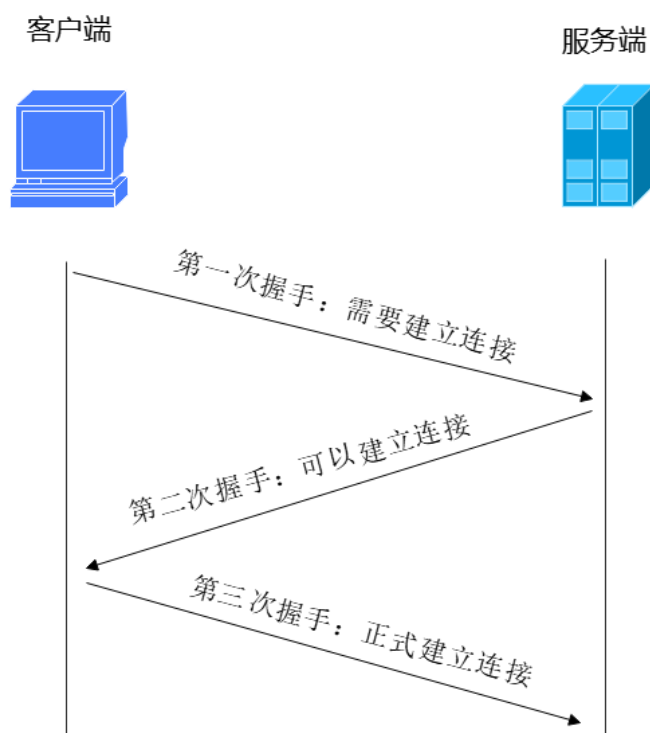 客户端
服务端
第一次握手：需要建立连接
第二次握手：可以建立连接
第三次握手：正式建立连接